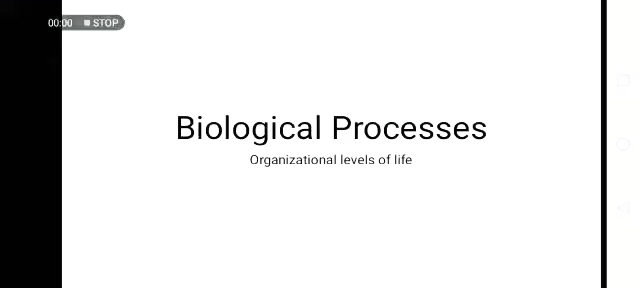 00:00 STOP
Biological Processes
Organizational levels of life